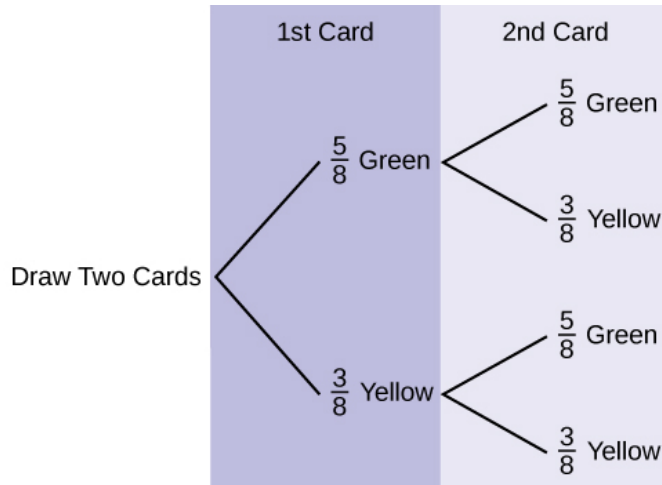 1st Card
2nd Card
5/8 Green
5/8 Green
3/8 Yellow
Draw Two Cards
3/8 Yellow
5/8 Green
3/8 Yellow